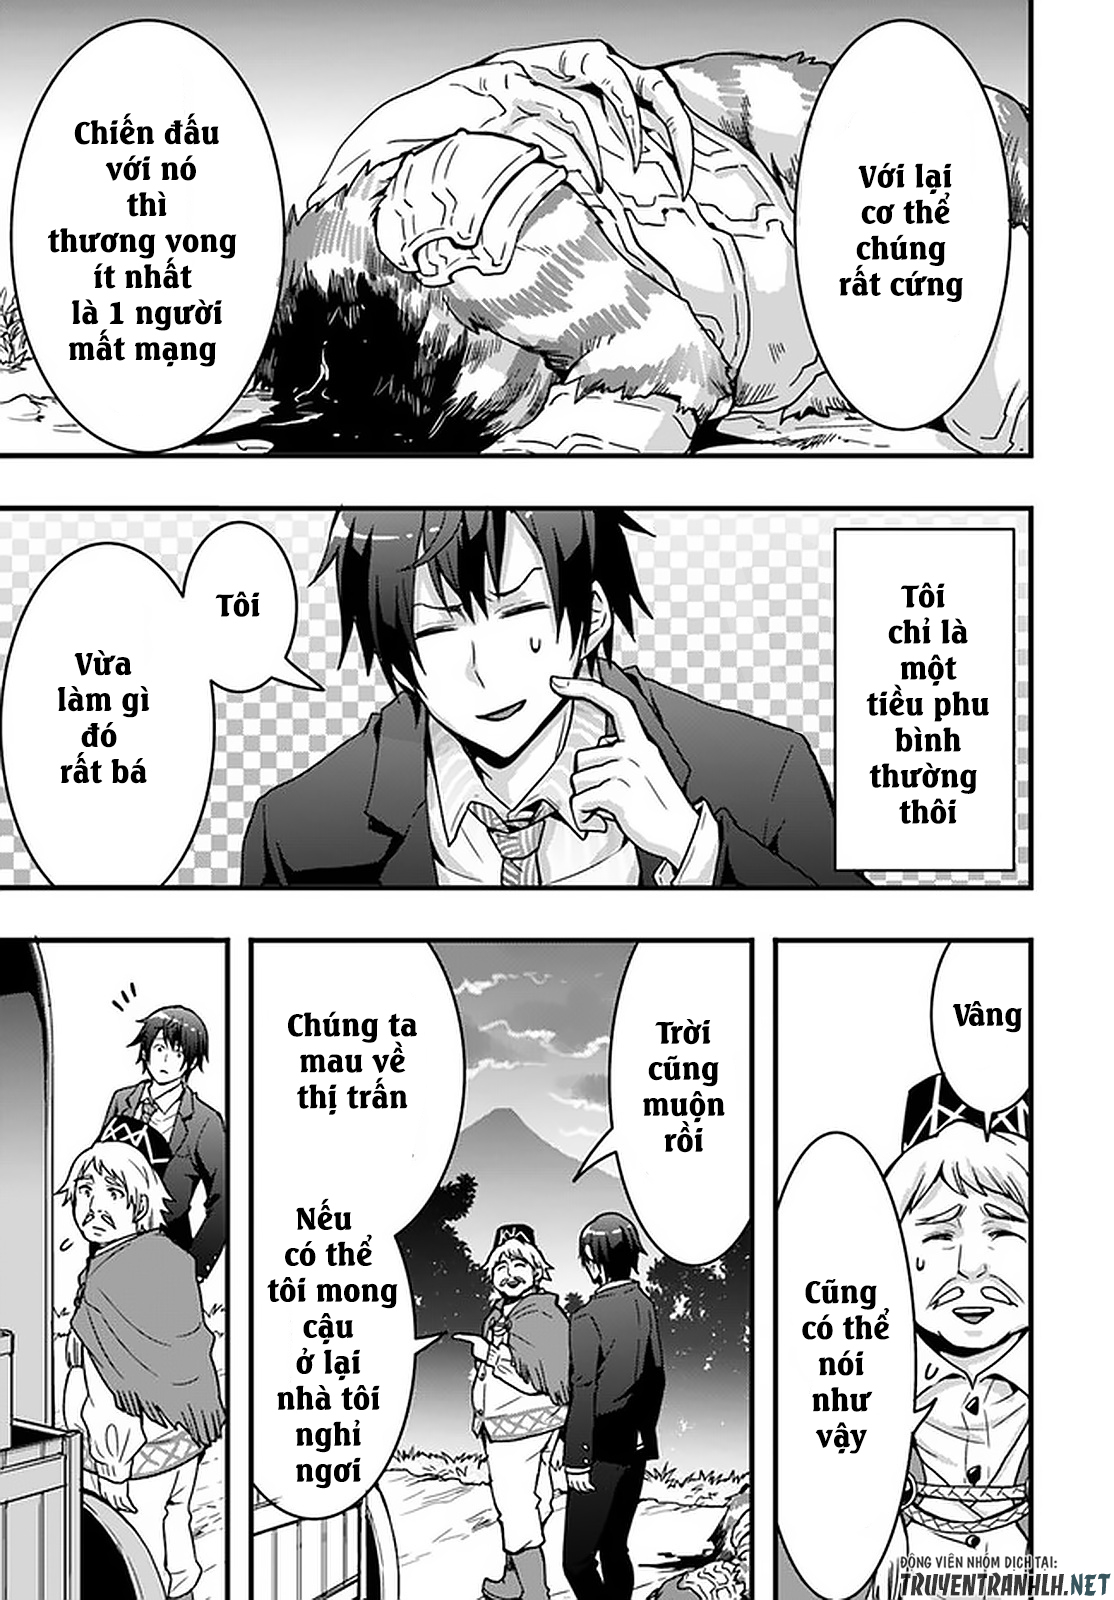 Với lại
cơ thể
chúng
rất cứng
Chiến đấu
với nó
thì
thương vong
ít nhất
là 1 người
mất mạng
Tôi
chỉ là
một
tiều phu
bình
thường
thôi
Tôi
Vừa
làm gì
đó
rất bá
Vâng
Cũng
có thể
nói
như
vậy
Trời
cũng
muộn
rồi
Chúng ta
mau về
thị trấn
Nếu
có thể
tôi mong
cậu
ở lại
nhà tôi
nghỉ
ngơi
ĐỘNG VIÊN NHÓM DỊCH TẠI:
TRUYENTRANHLH.NET